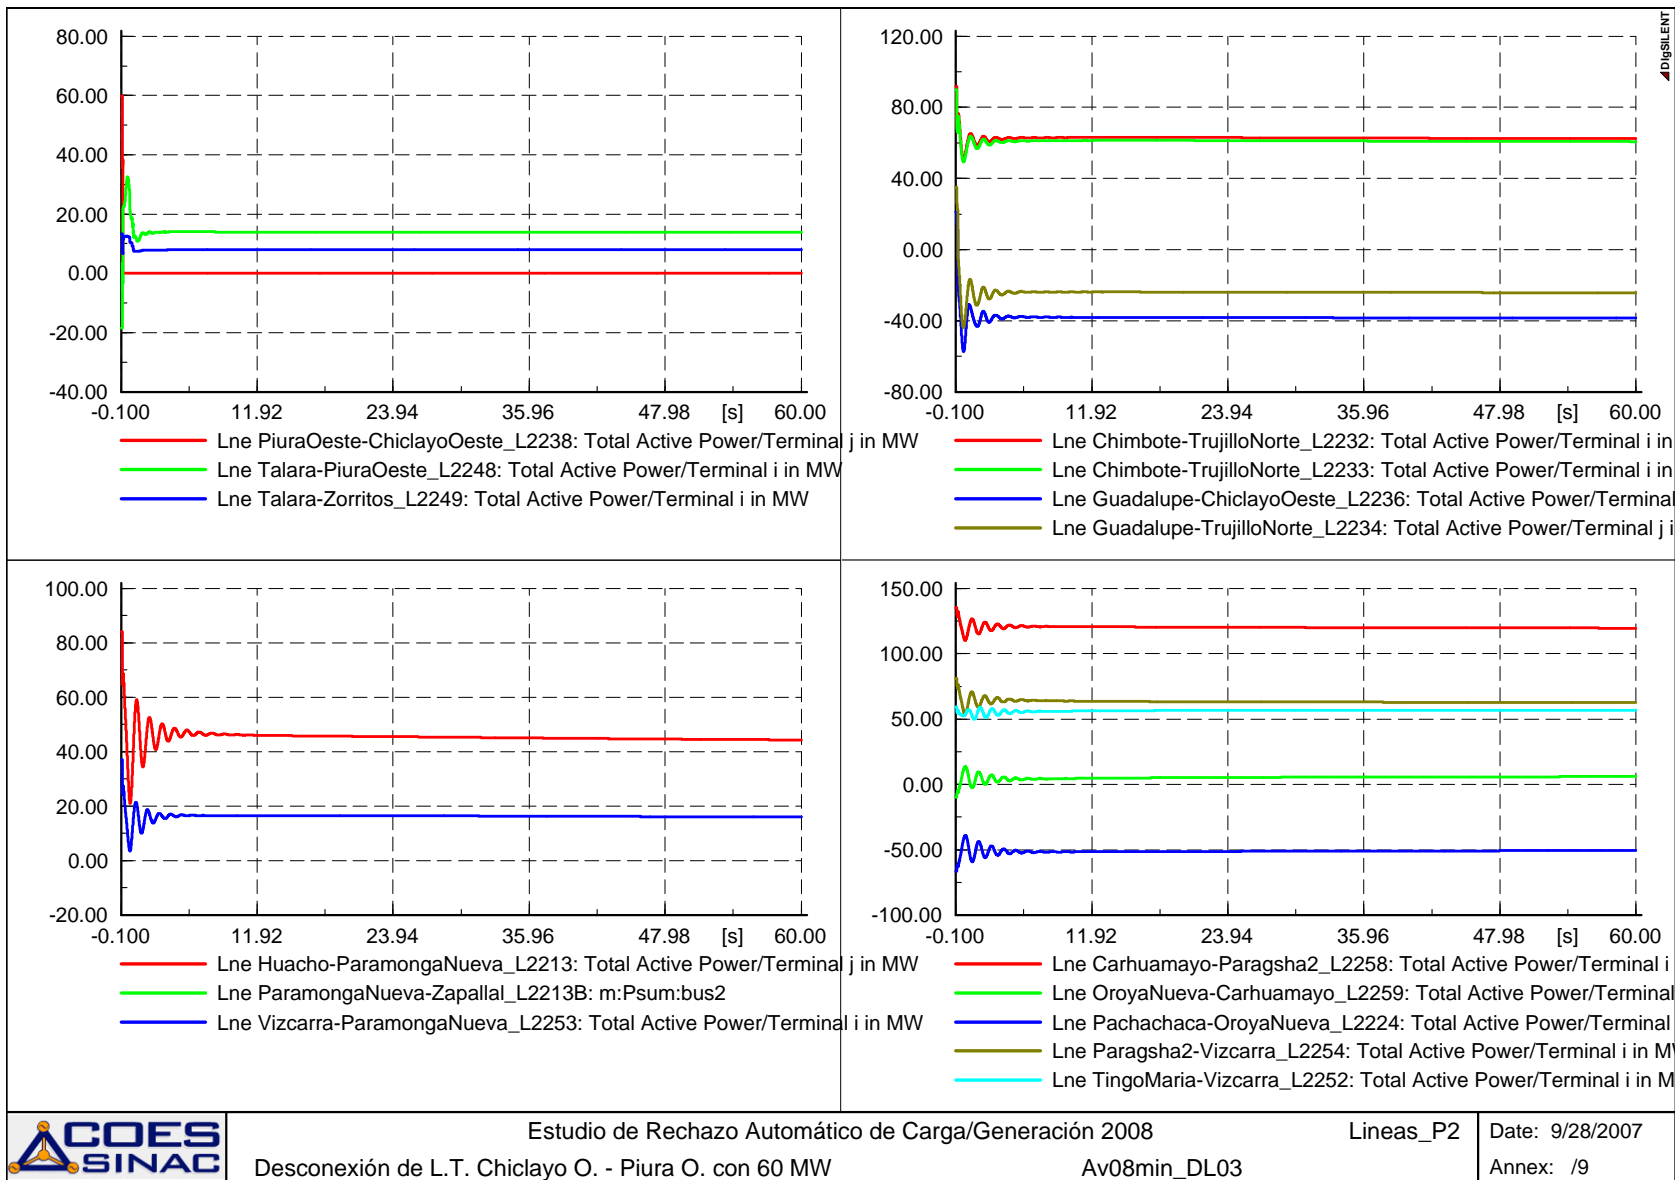 DIgSILENT
80.00
60.00
40.00
20.00
0.00
-20.00
-40.00
-0.100 11.92 23.94 35.96 47.98 [s] 60.00
Lne PiuraOeste-ChiclayoOeste_L2238: Total Active Power/Terminal j in MW
Lne Talara-PiuraOeste_L2248: Total Active Power/Terminal i in MW
Lne Talara-Zorritos_L2249: Total Active Power/Terminal i in MW
120.00
80.00
40.00
0.00
-40.00
-80.00
-0.100 11.92 23.94 35.96 47.98 [s] 60.00
Lne Chimbote-TrujilloNorte_L2232: Total Active Power/Terminal i in
Lne Chimbote-TrujilloNorte_L2233: Total Active Power/Terminal i in
Lne Guadalupe-ChiclayoOeste_L2236: Total Active Power/Terminal
Lne Guadalupe-TrujilloNorte_L2234: Total Active Power/Terminal j i
100.00
80.00
60.00
40.00
20.00
0.00
-20.00
-0.100 11.92 23.94 35.96 47.98 [s] 60.00
Lne Huacho-ParamongaNueva_L2213: Total Active Power/Terminal j in MW
Lne ParamongaNueva-Zapallal_L2213B: m:Psum:bus2
Lne Vizcarra-ParamongaNueva_L2253: Total Active Power/Terminal i in MW
150.00
100.00
50.00
0.00
-50.00
-100.00
-0.100 11.92 23.94 35.96 47.98 [s] 60.00
Lne Carhuamayo-Paragsha2_L2258: Total Active Power/Terminal i
Lne OroyaNueva-Carhuamayo_L2259: Total Active Power/Terminal
Lne Pachachaca-OroyaNueva_L2224: Total Active Power/Terminal
Lne Paragsha2-Vizcarra_L2254: Total Active Power/Terminal i in M
Lne TingoMaria-Vizcarra_L2252: Total Active Power/Terminal i in M
COES
SINAC
Estudio de Rechazo Automático de Carga/Generación 2008 Lineas_P2
Desconexión de L.T. Chiclayo O. - Piura O. con 60 MW Av08min_DL03
Date: 9/28/2007
Annex: /9